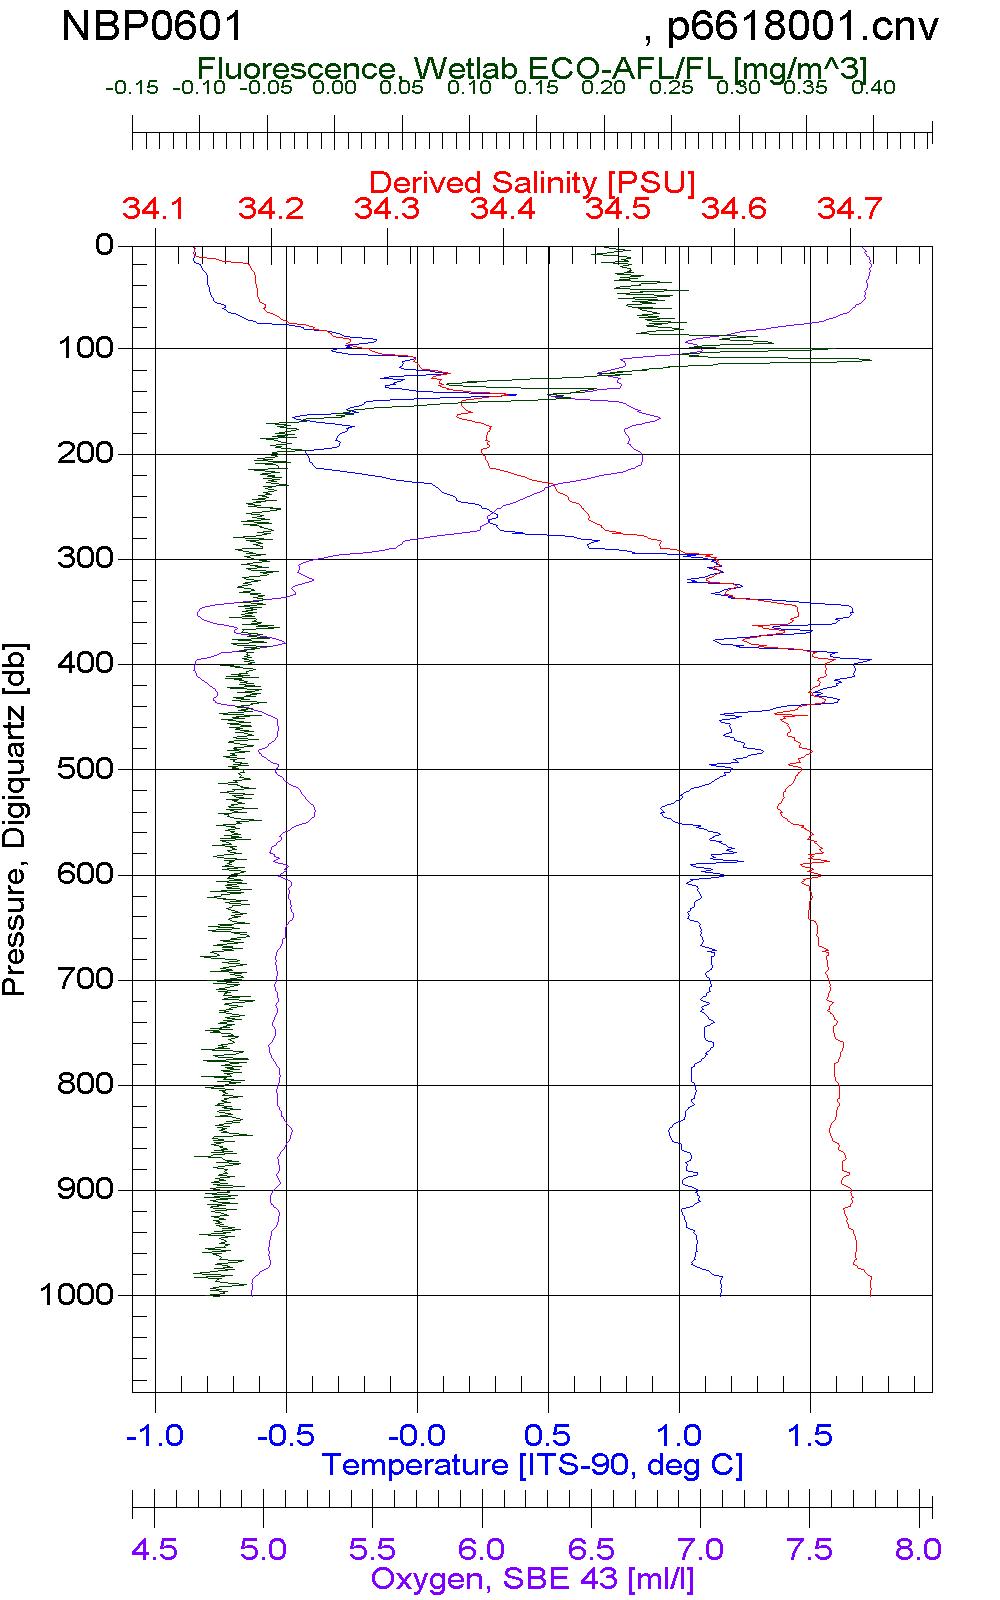 NBP0601 , p6618001.cnv
Fluorescence, Wetlab ECO-AFL/FL [mg/m^3]
-0.15 -0.10 -0.05 0.00 0.05 0.10 0.15 0.20 0.25 0.30 0.35 0.40
Derived Salinity [PSU]
34.1 34.2 34.3 34.4 34.5 34.6 34.7
0
100
200
300
400
500
600
700
800
900
1000
Pressure, Digiquartz [db]
-1.0 -0.5 -0.0 0.5 1.0 1.5
Temperature [ITS-90, deg C]
4.5 5.0 5.5 6.0 6.5 7.0 7.5 8.0
Oxygen, SBE 43 [ml/l]